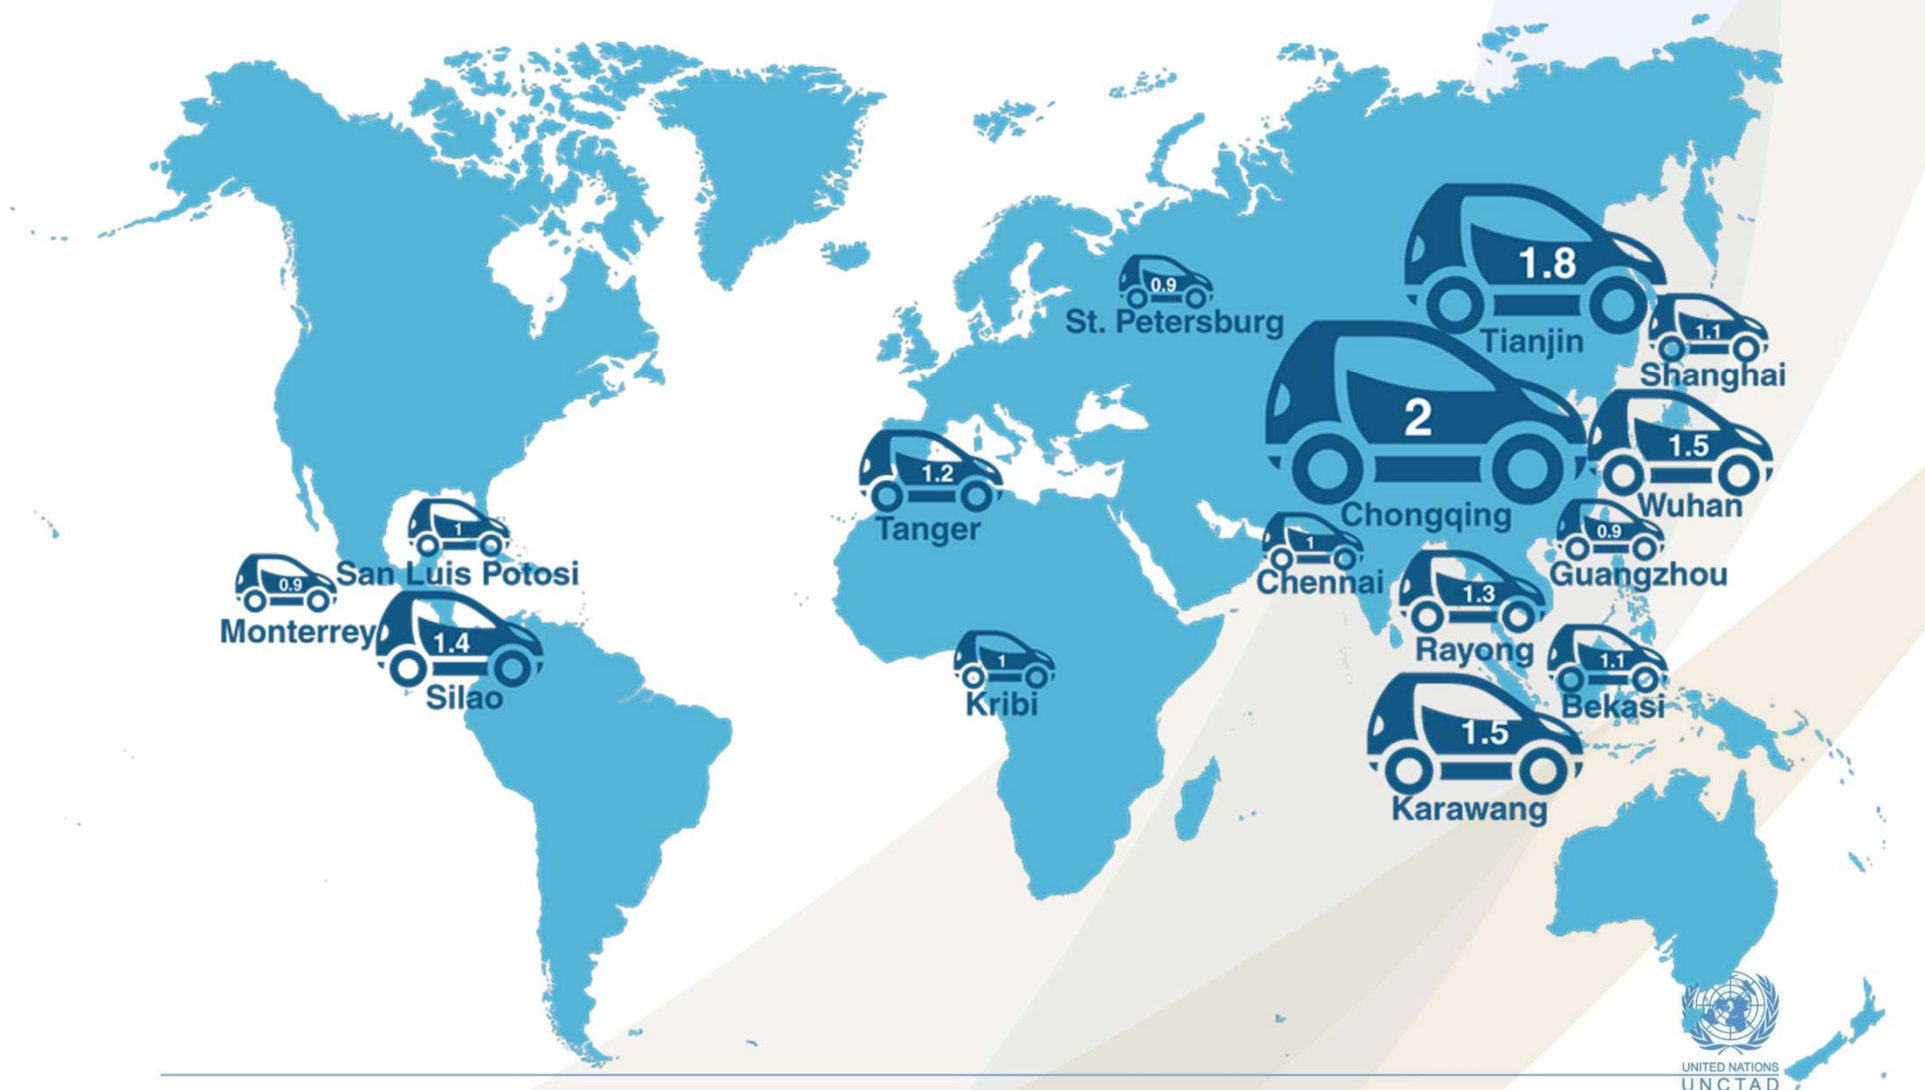 1.8
Tianjin
0.9
St. Petersburg
1.1
Shanghai
2
Chongqing
1.5
Wuhan
1.2
Tanger
1
San Luis Potosi
0.9
Monterrey
1.4
Silao
1
Chennai
0.9
Guangzhou
1.3
Rayong
1
Kribi
1.1
Bekasi
1.5
Karawang
UNITED NATIONS
UNCTAD